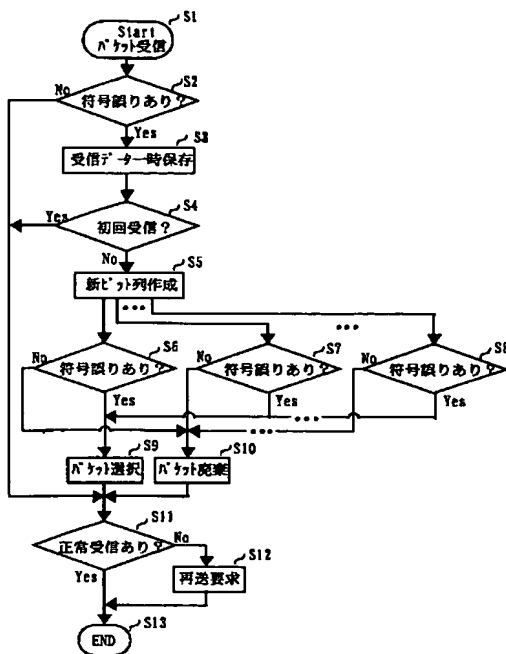 Start
パケット受信
S1
符号誤りあり？
S2
No
Yes
受信データ一時保存
S3
初回受信？
S4
Yes
No
新ビット列作成
S5
...
...
符号誤りあり？
S6
No
Yes
符号誤りあり？
S7
No
Yes
符号誤りあり？
S8
No
Yes
...
...
パケット選択
S9
パケット廃棄
S10
正常受信あり？
S11
No
Yes
再送要求
S12
END
S13